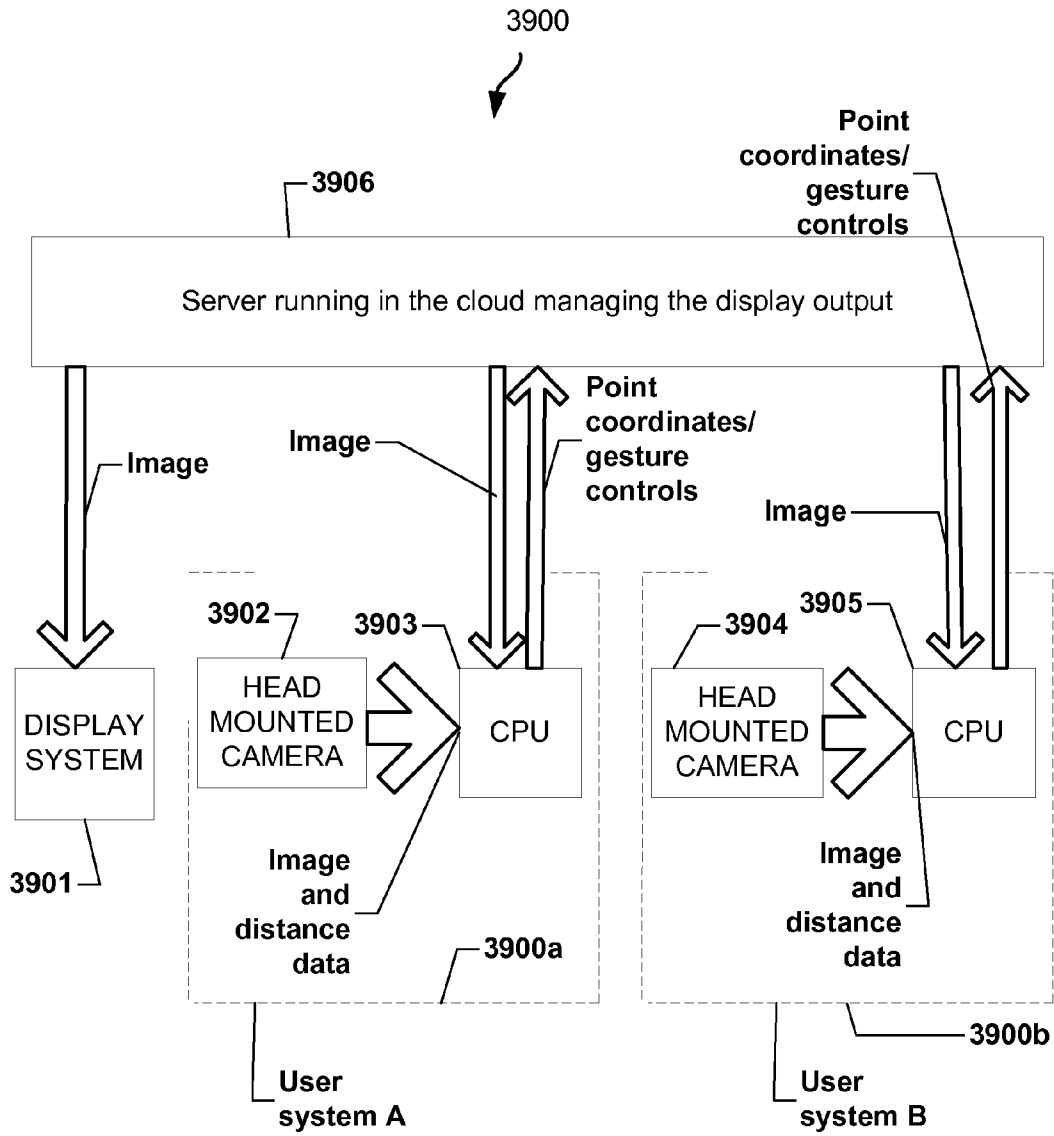 3900
Point
coordinates/
gesture
controls
3906
Server running in the cloud managing the display output
Image
Image
Point
coordinates/
gesture
controls
Image
3902
3903
3904
3905
DISPLAY
SYSTEM
HEAD
MOUNTED
CAMERA
CPU
HEAD
MOUNTED
CAMERA
CPU
3901
Image
and
distance
data
3900a
Image
and
distance
data
3900b
User
system A
User
system B